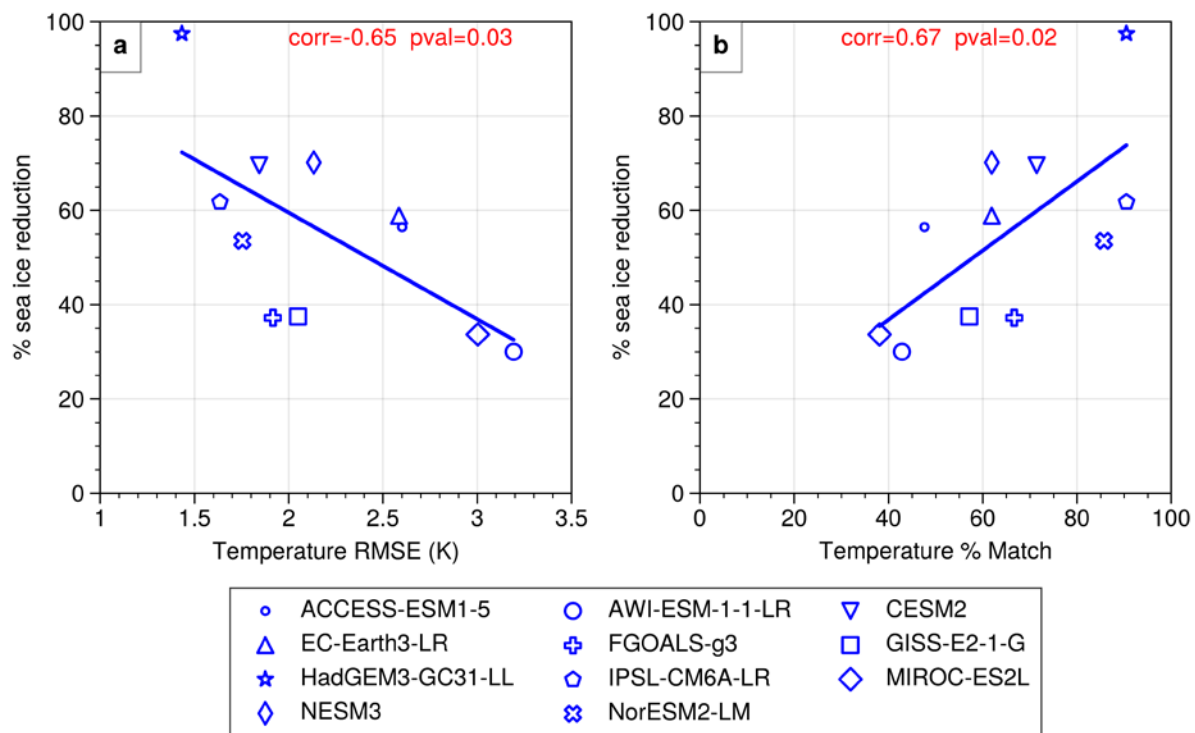 a
corr=-0.65 pval=0.03
100
80
60
40
20
0
% sea ice reduction
1 1.5 2 2.5 3 3.5
Temperature RMSE (K)
b
corr=0.67 pval=0.02
100
80
60
40
20
0
% sea ice reduction
0 20 40 60 80 100
Temperature % Match
ACCESS-ESM1-5 AWI-ESM-1-1-LR CESM2
EC-Earth3-LR FGOALS-g3 GISS-E2-1-G
HadGEM3-GC31-LL IPSL-CM6A-LR MIROC-ES2L
NESM3 NorESM2-LM